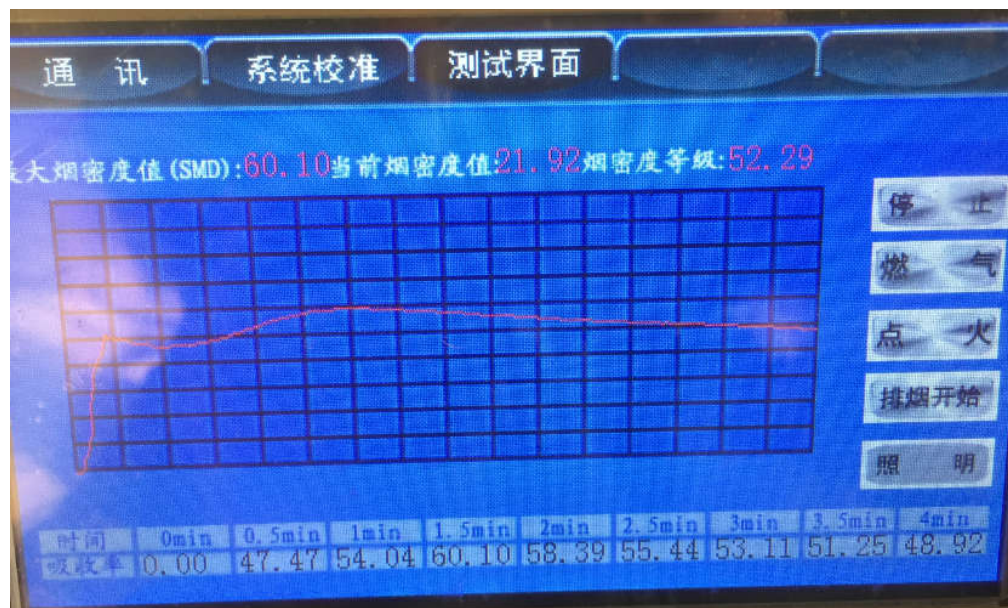 通 讯 系统校准 测试界面
大烟密度值(SMD):60.10当前烟密度值:21.92烟密度等级:52.29
停 止
燃 气
点 火
排烟开始
照 明
时间 0min 0.5min 1min 1.5min 2min 2.5min 3min 3.5min 4min
吸收率 0.00 47.47 54.04 60.10 58.39 55.44 53.11 51.25 48.92